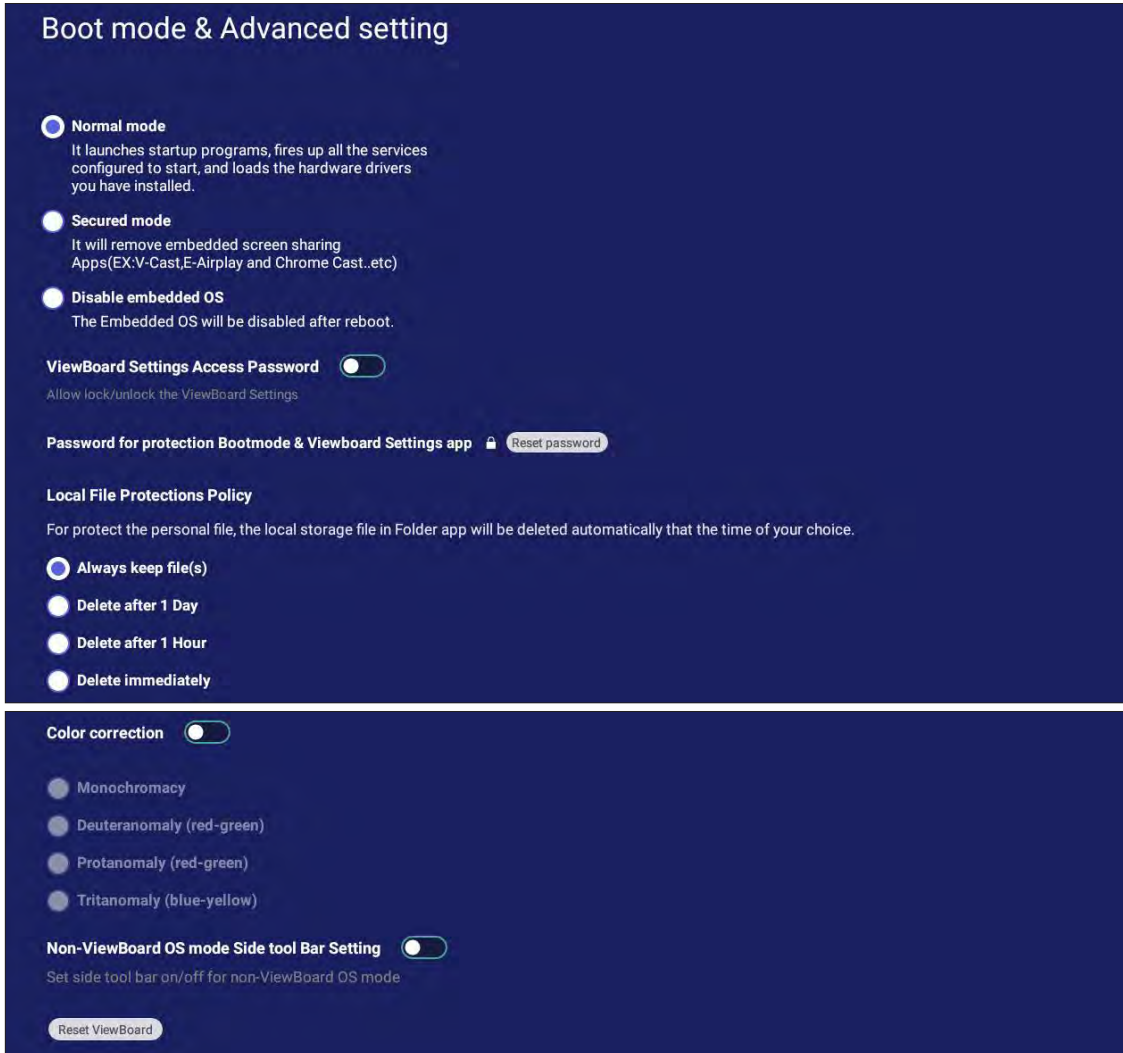 Boot mode & Advanced setting
Normal mode
It launches startup programs, fires up all the services
configured to start, and loads the hardware drivers
you have installed.
Secured mode
It will remove embedded screen sharing
Apps(EX:V-Cast,E-Airplay and Chrome Cast..etc)
Disable embedded OS
The Embedded OS will be disabled after reboot.
ViewBoard Settings Access Password
Allow lock/unlock the ViewBoard Settings
Password for protection Bootmode & Viewboard Settings app Reset password
Local File Protections Policy
For protect the personal file, the local storage file in Folder app will be deleted automatically that the time of your choice.
Always keep file(s)
Delete after 1 Day
Delete after 1 Hour
Delete immediately
Color correction
Monochromacy
Deuteranomaly (red-green)
Protanomaly (red-green)
Tritanomaly (blue-yellow)
Non-ViewBoard OS mode Side tool Bar Setting
Set side tool bar on/off for non-ViewBoard OS mode
Reset ViewBoard